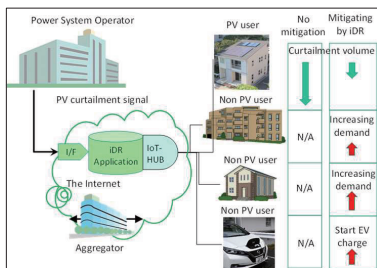 Power System Operator
PV user
No
mitigation
Mitigating
by iDR
Curtailment volume
PV curtailment signal
Non PV user
I/F
iDR
Application
IoT-
HUB
N/A
Increasing
demand
Non PV user
N/A
Increasing
demand
The Internet
Non PV user
N/A
Start EV
charge
Aggregator